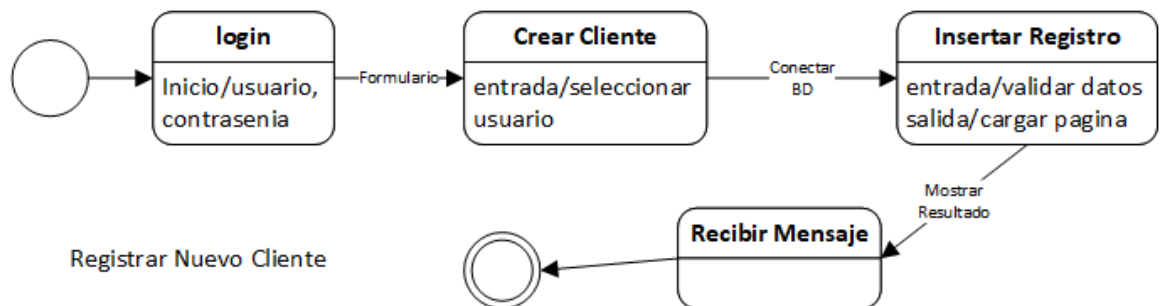 login
Inicio/usuario,
contrasenia
Formulario
Crear Cliente
entrada/seleccionar
usuario
Conectar
BD
Insertar Registro
entrada/validar datos
salida/cargar pagina
Mostrar
Resultado
Recibir Mensaje
Registrar Nuevo Cliente